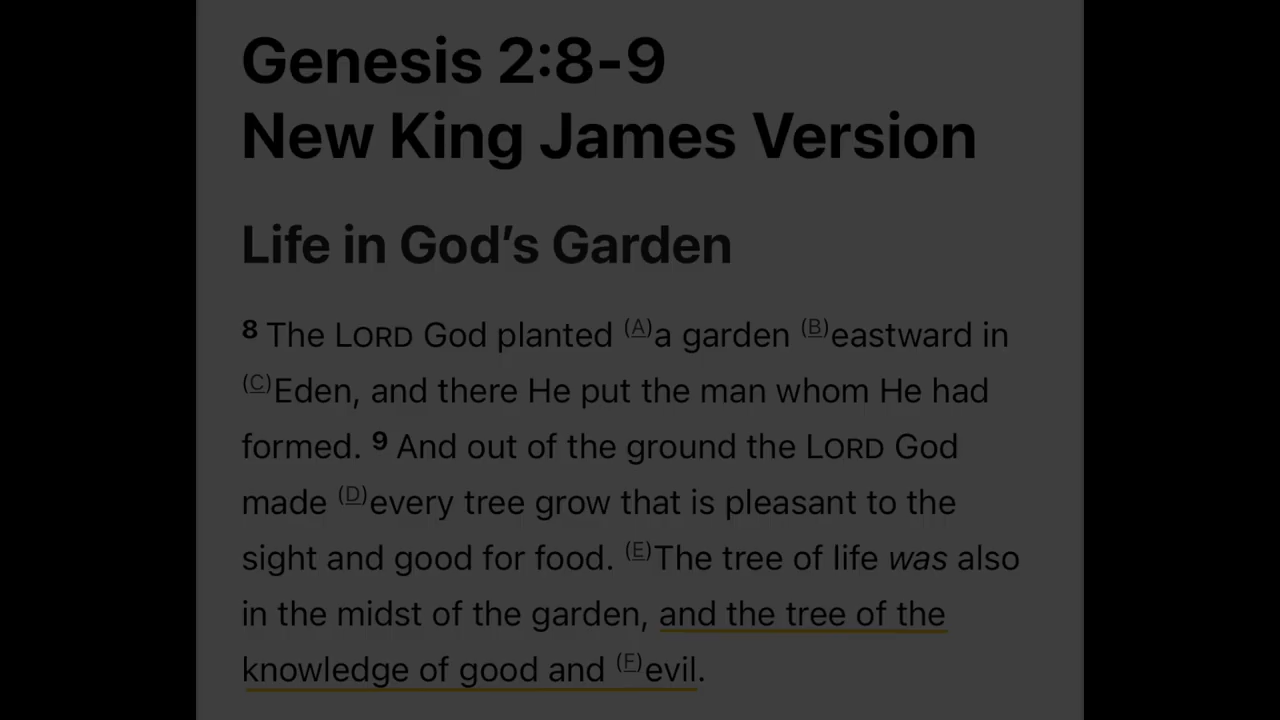 Genesis 2:8-9
New King James Version
Life in God’s Garden
8 The LORD God planted (A)a garden (B)eastward in
(C)Eden, and there He put the man whom He had
formed. 9 And out of the ground the LORD God
made (D)every tree grow that is pleasant to the
sight and good for food. (E)The tree of life was also
in the midst of the garden, and the tree of the
knowledge of good and (F)evil.